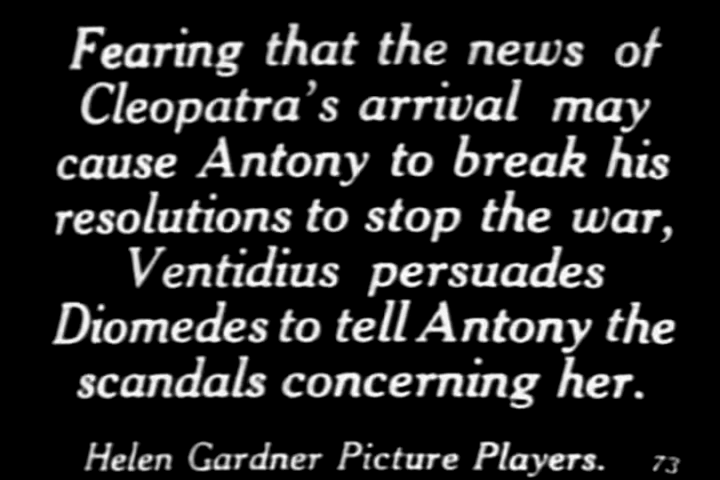 Fearing that the news of
Cleopatra's arrival may
cause Antony to break his
resolutions to stop the war,
Ventidius persuades
Diomedes to tell Antony the
scandals concerning her.
Helen Gardner Picture Players. 73